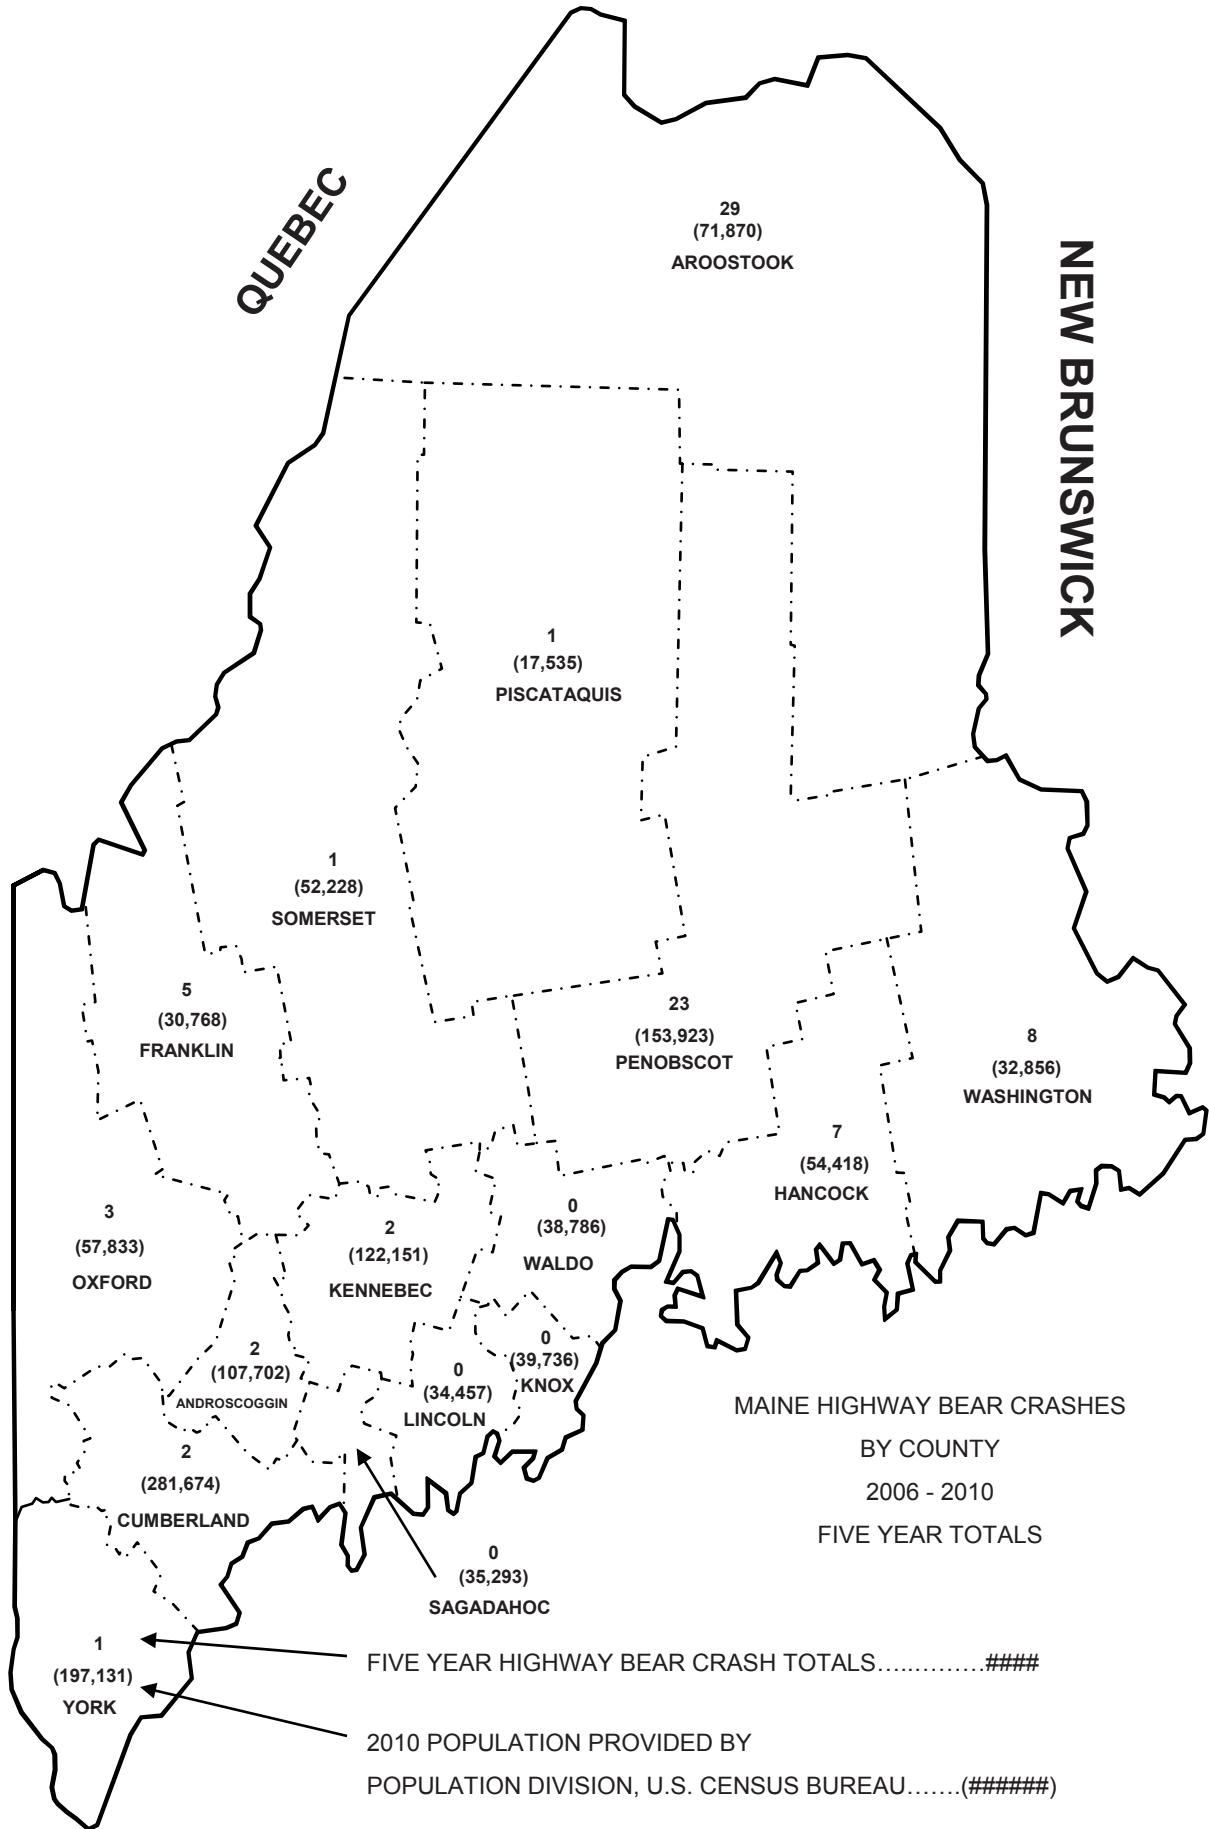 QUEBEC
29
(71,870)
AROOSTOOK
NEW BRUNSWICK
1
(17,535)
PISCATAQUIS
1
(52,228)
SOMERSET
5
(30,768)
FRANKLIN
23
(153,923)
PENOBSCOT
8
(32,856)
WASHINGTON
7
(54,418)
HANCOCK
3
(57,833)
OXFORD
2
(122,151)
KENNEBEC
0
(38,786)
WALDO
2
(107,702)
ANDROSCOGGIN
0
(34,457)
LINCOLN
0
(39,736)
KNOX
2
(281,674)
CUMBERLAND
0
(35,293)
SAGADAHOC
1
(197,131)
YORK
MAINE HIGHWAY BEAR CRASHES
BY COUNTY
2006 - 2010
FIVE YEAR TOTALS
FIVE YEAR HIGHWAY BEAR CRASH TOTALS…..………####
2010 POPULATION PROVIDED BY
POPULATION DIVISION, U.S. CENSUS BUREAU…….(######)